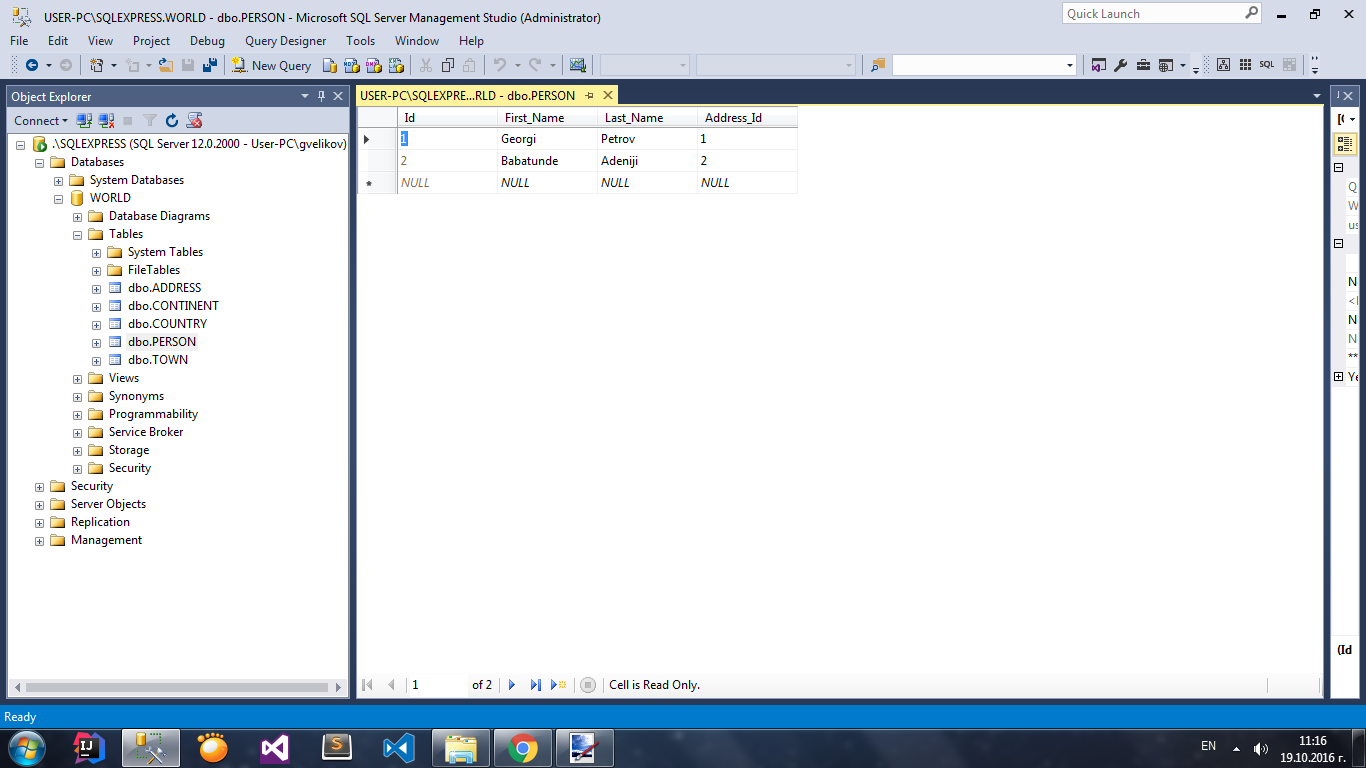 USER-PC\SQLEXPRESS.WORLD - dbo.PERSON - Microsoft SQL Server Management Studio (Administrator)
Quick Launch
File Edit View Project Debug Query Designer Tools Window Help
New Query
SQL
Object Explorer
USER-PC\SQLEXPRE...RLD - dbo.PERSON
Connect
.\SQLEXPRESS (SQL Server 12.0.2000 - User-PC\gvelikov)
Databases
System Databases
WORLD
Database Diagrams
Tables
System Tables
FileTables
dbo.ADDRESS
dbo.CONTINENT
dbo.COUNTRY
dbo.PERSON
dbo.TOWN
Views
Synonyms
Programmability
Service Broker
Storage
Security
Security
Server Objects
Replication
Management
Id First_Name Last_Name Address_Id
1 Georgi Petrov 1
2 Babatunde Adeniji 2
NULL NULL NULL NULL
1 of 2 Cell is Read Only.
(Id
Ready
EN
11:16
19.10.2016 г.